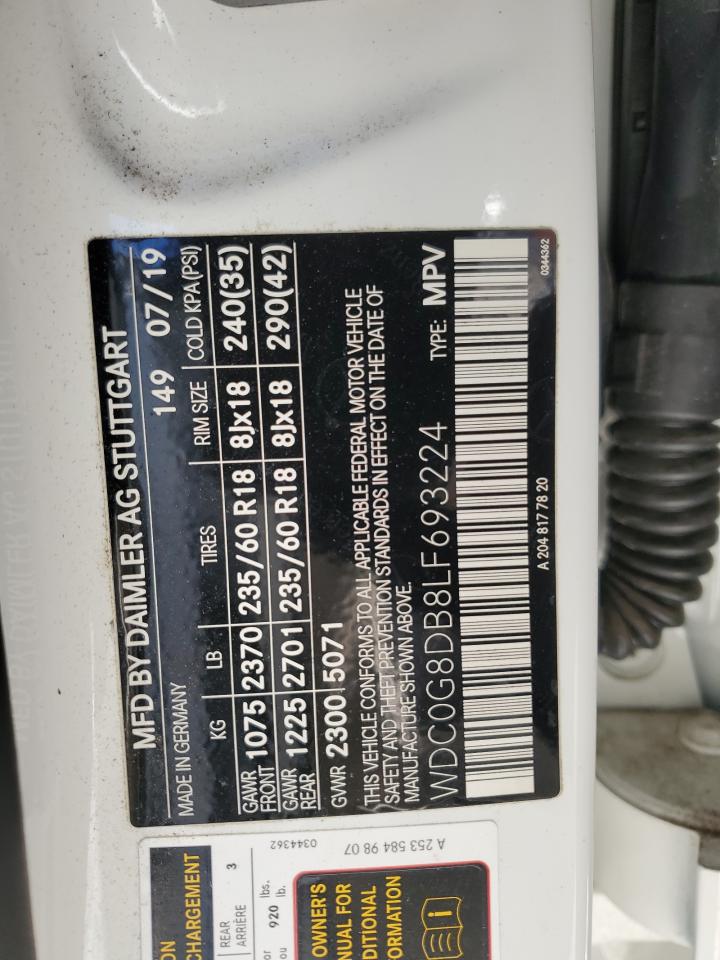 MFD BY DAIMLER AG STUTTGART
MADE IN GERMANY 149 07/19
KG LB TIRES RIM SIZE COLD KPA(PSI)
GAWR FRONT 1075 2370 235/60 R18 8Jx18 240(35)
GAWR REAR 1225 2701 235/60 R18 8Jx18 290(42)
GVWR 2300 5071
THIS VEHICLE CONFORMS TO ALL APPLICABLE FEDERAL MOTOR VEHICLE
SAFETY AND THEFT PREVENTION STANDARDS IN EFFECT ON THE DATE OF
MANUFACTURE SHOWN ABOVE.
WDC0G8DB8LF693224 TYPE: MPV
A 204 817 78 20 0344362
ON
CHARGEMENT
REAR
ARRIÈRE 3
or
ou 920 lbs.
lb.
0344362
OWNER'S
NUAL FOR
DITIONAL
ORMATION
A 253 584 98 07